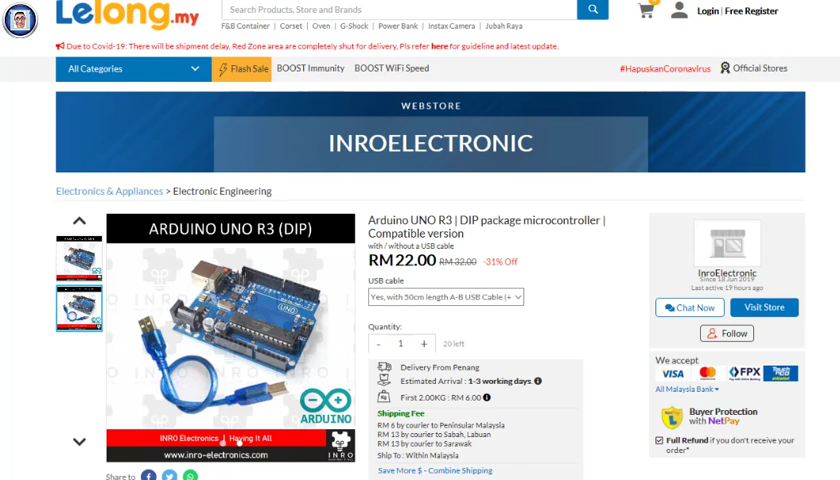 Lelong.my
Search Products, Store and Brands
F&B Container | Corset | Oven | G-Shock | Power Bank | Instax Camera | Jubah Raya
Login | Free Register
Due to Covid-19: There will be shipment delay, Red Zone area are completely shut for delivery, Pls refer here for guideline and latest update.
All Categories
Flash Sale
BOOST Immunity
BOOST WiFi Speed
#HapuskanCoronavirus
Official Stores
WEBSTORE
INROELECTRONIC
Electronics & Appliances > Electronic Engineering
ARDUINO UNO R3 (DIP)
UNO
ARDUINO
INRO Electronics | Having It All
www.inro-electronics.com
INRO
Share to
Arduino UNO R3 | DIP package microcontroller |
Compatible version
with / without a USB cable
RM 22.00 RM 32.00 -31% Off
USB cable
Yes, with 50cm length A-B USB Cable (+
Quantity:
- 1 + 20 left
Delivery From Penang
Estimated Arrival : 1-3 working days.
First 2.00KG : RM 6.00
Shipping Fee
RM 6 by courier to Peninsular Malaysia
RM 13 by courier to Sabah, Labuan
RM 13 by courier to Sarawak
Ship To : Within Malaysia
Save More $ - Combine Shipping
InroElectronic
Since 18 Jun 2019
Last active 19 hours ago
Chat Now
Visit Store
Follow
We accept
VISA
mastercard
FPX
All Malaysia Bank
Buyer Protection
with NetPay
Full Refund if you don't receive your
order*